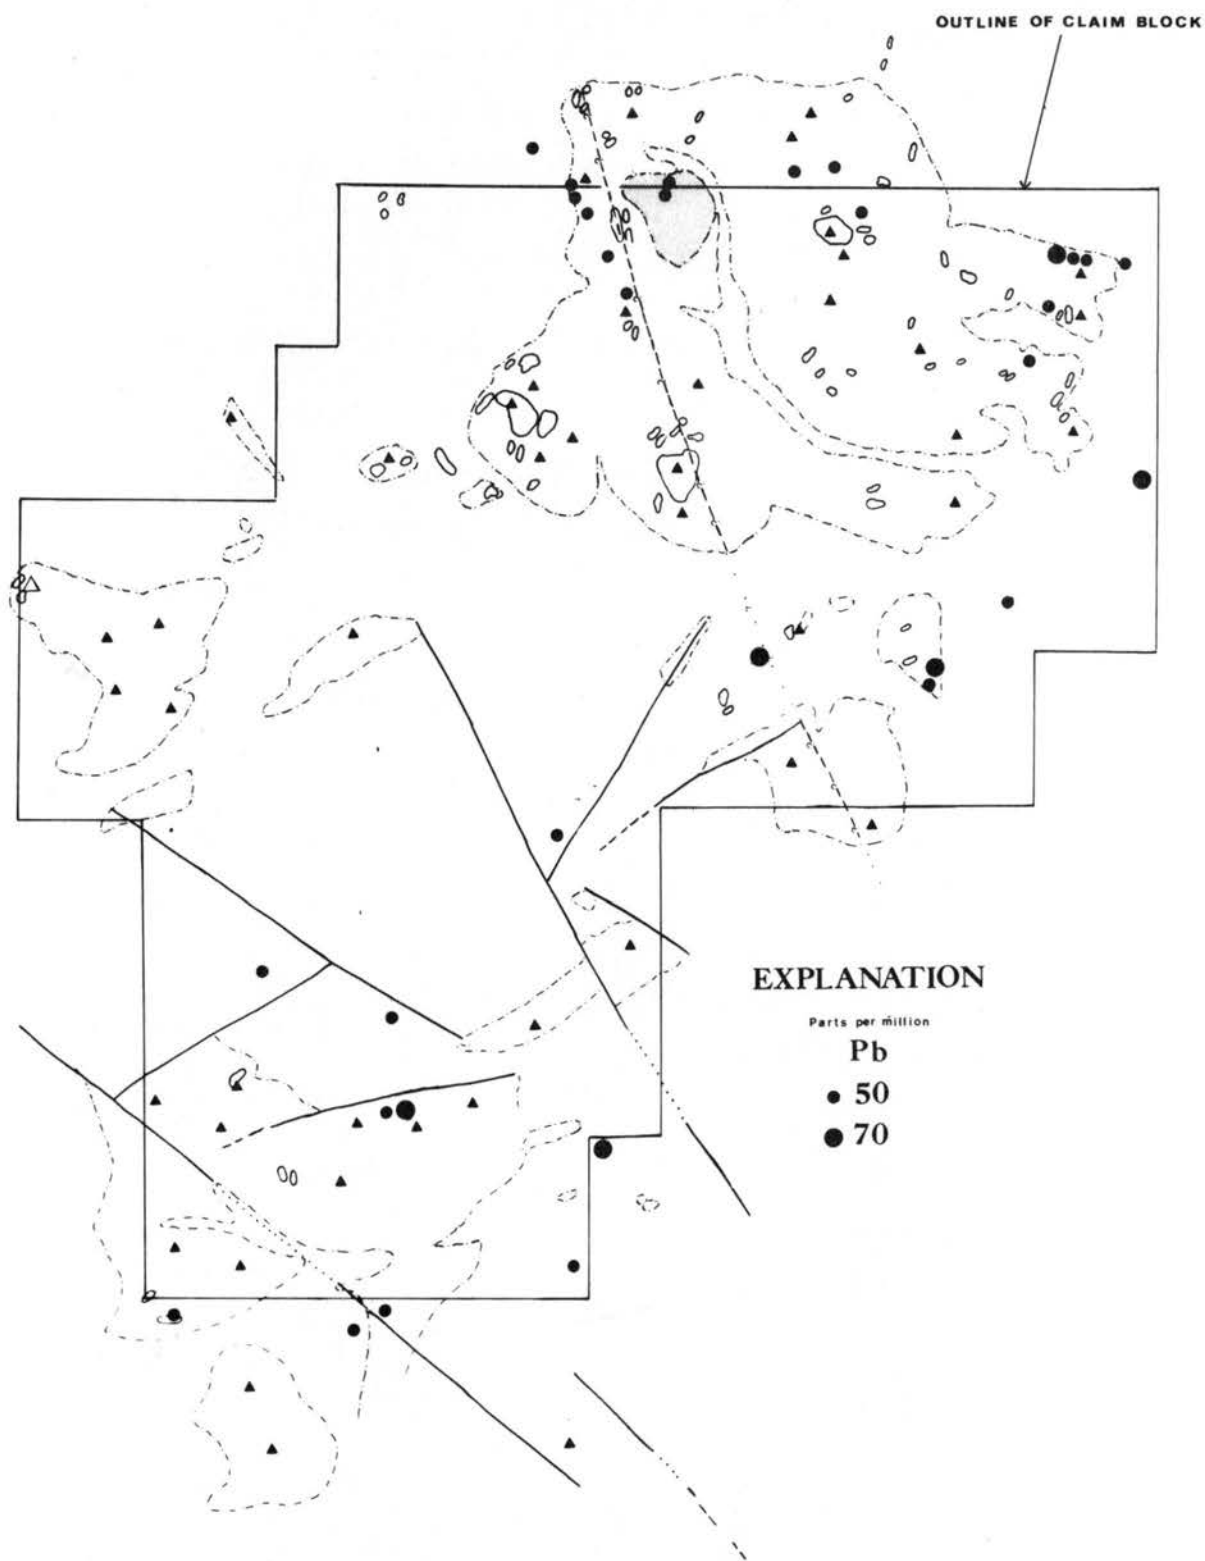 OUTLINE OF CLAIM BLOCK
EXPLANATION
Parts per million
Pb
50
70